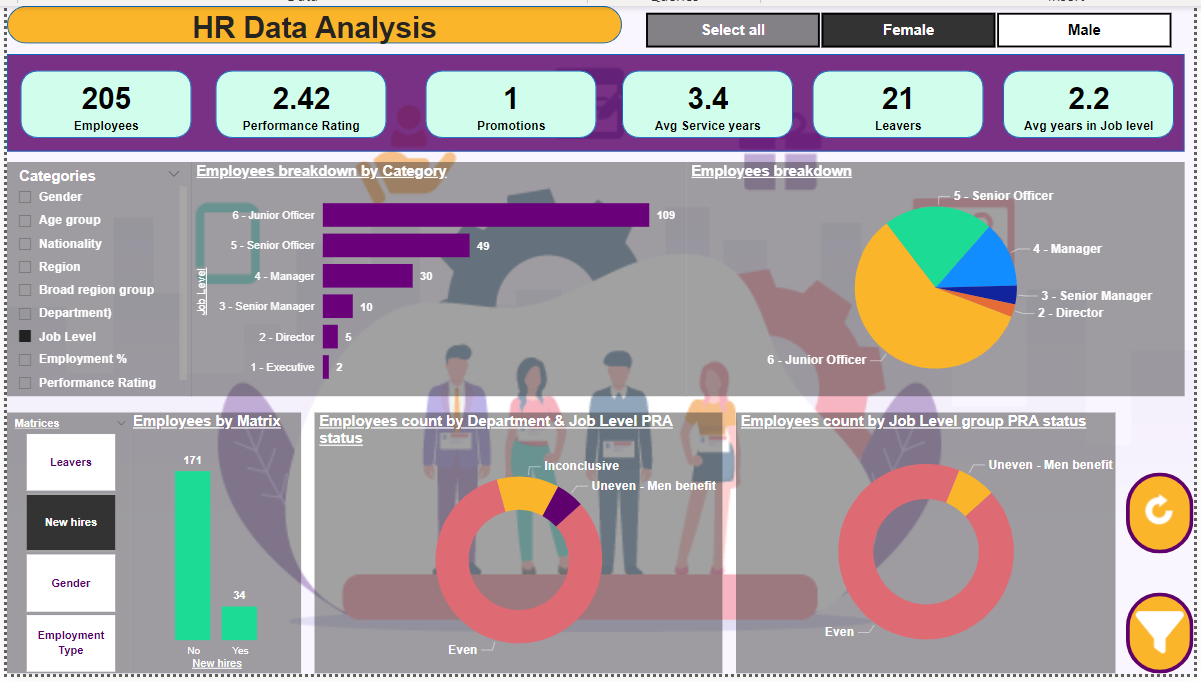 HR Data Analysis
Select all
Female
Male
205
Employees
2.42
Performance Rating
1
Promotions
3.4
Avg Service years
21
Leavers
2.2
Avg years in Job level
Categories
Gender
Age group
Nationality
Region
Broad region group
Department)
Job Level
Employment %
Performance Rating
Employees breakdown by Category
Job Level
6 - Junior Officer
109
5 - Senior Officer
49
4 - Manager
30
3 - Senior Manager
10
2 - Director
5
1 - Executive
2
Employees breakdown
5 - Senior Officer
4 - Manager
3 - Senior Manager
2 - Director
6 - Junior Officer
Matrices
Leavers
New hires
Gender
Employment
Type
Employees by Matrix
171
34
No
Yes
New hires
Employees count by Department & Job Level PRA
status
Inconclusive
Uneven - Men benefit
Even
Employees count by Job Level group PRA status
Uneven - Men benefit
Even